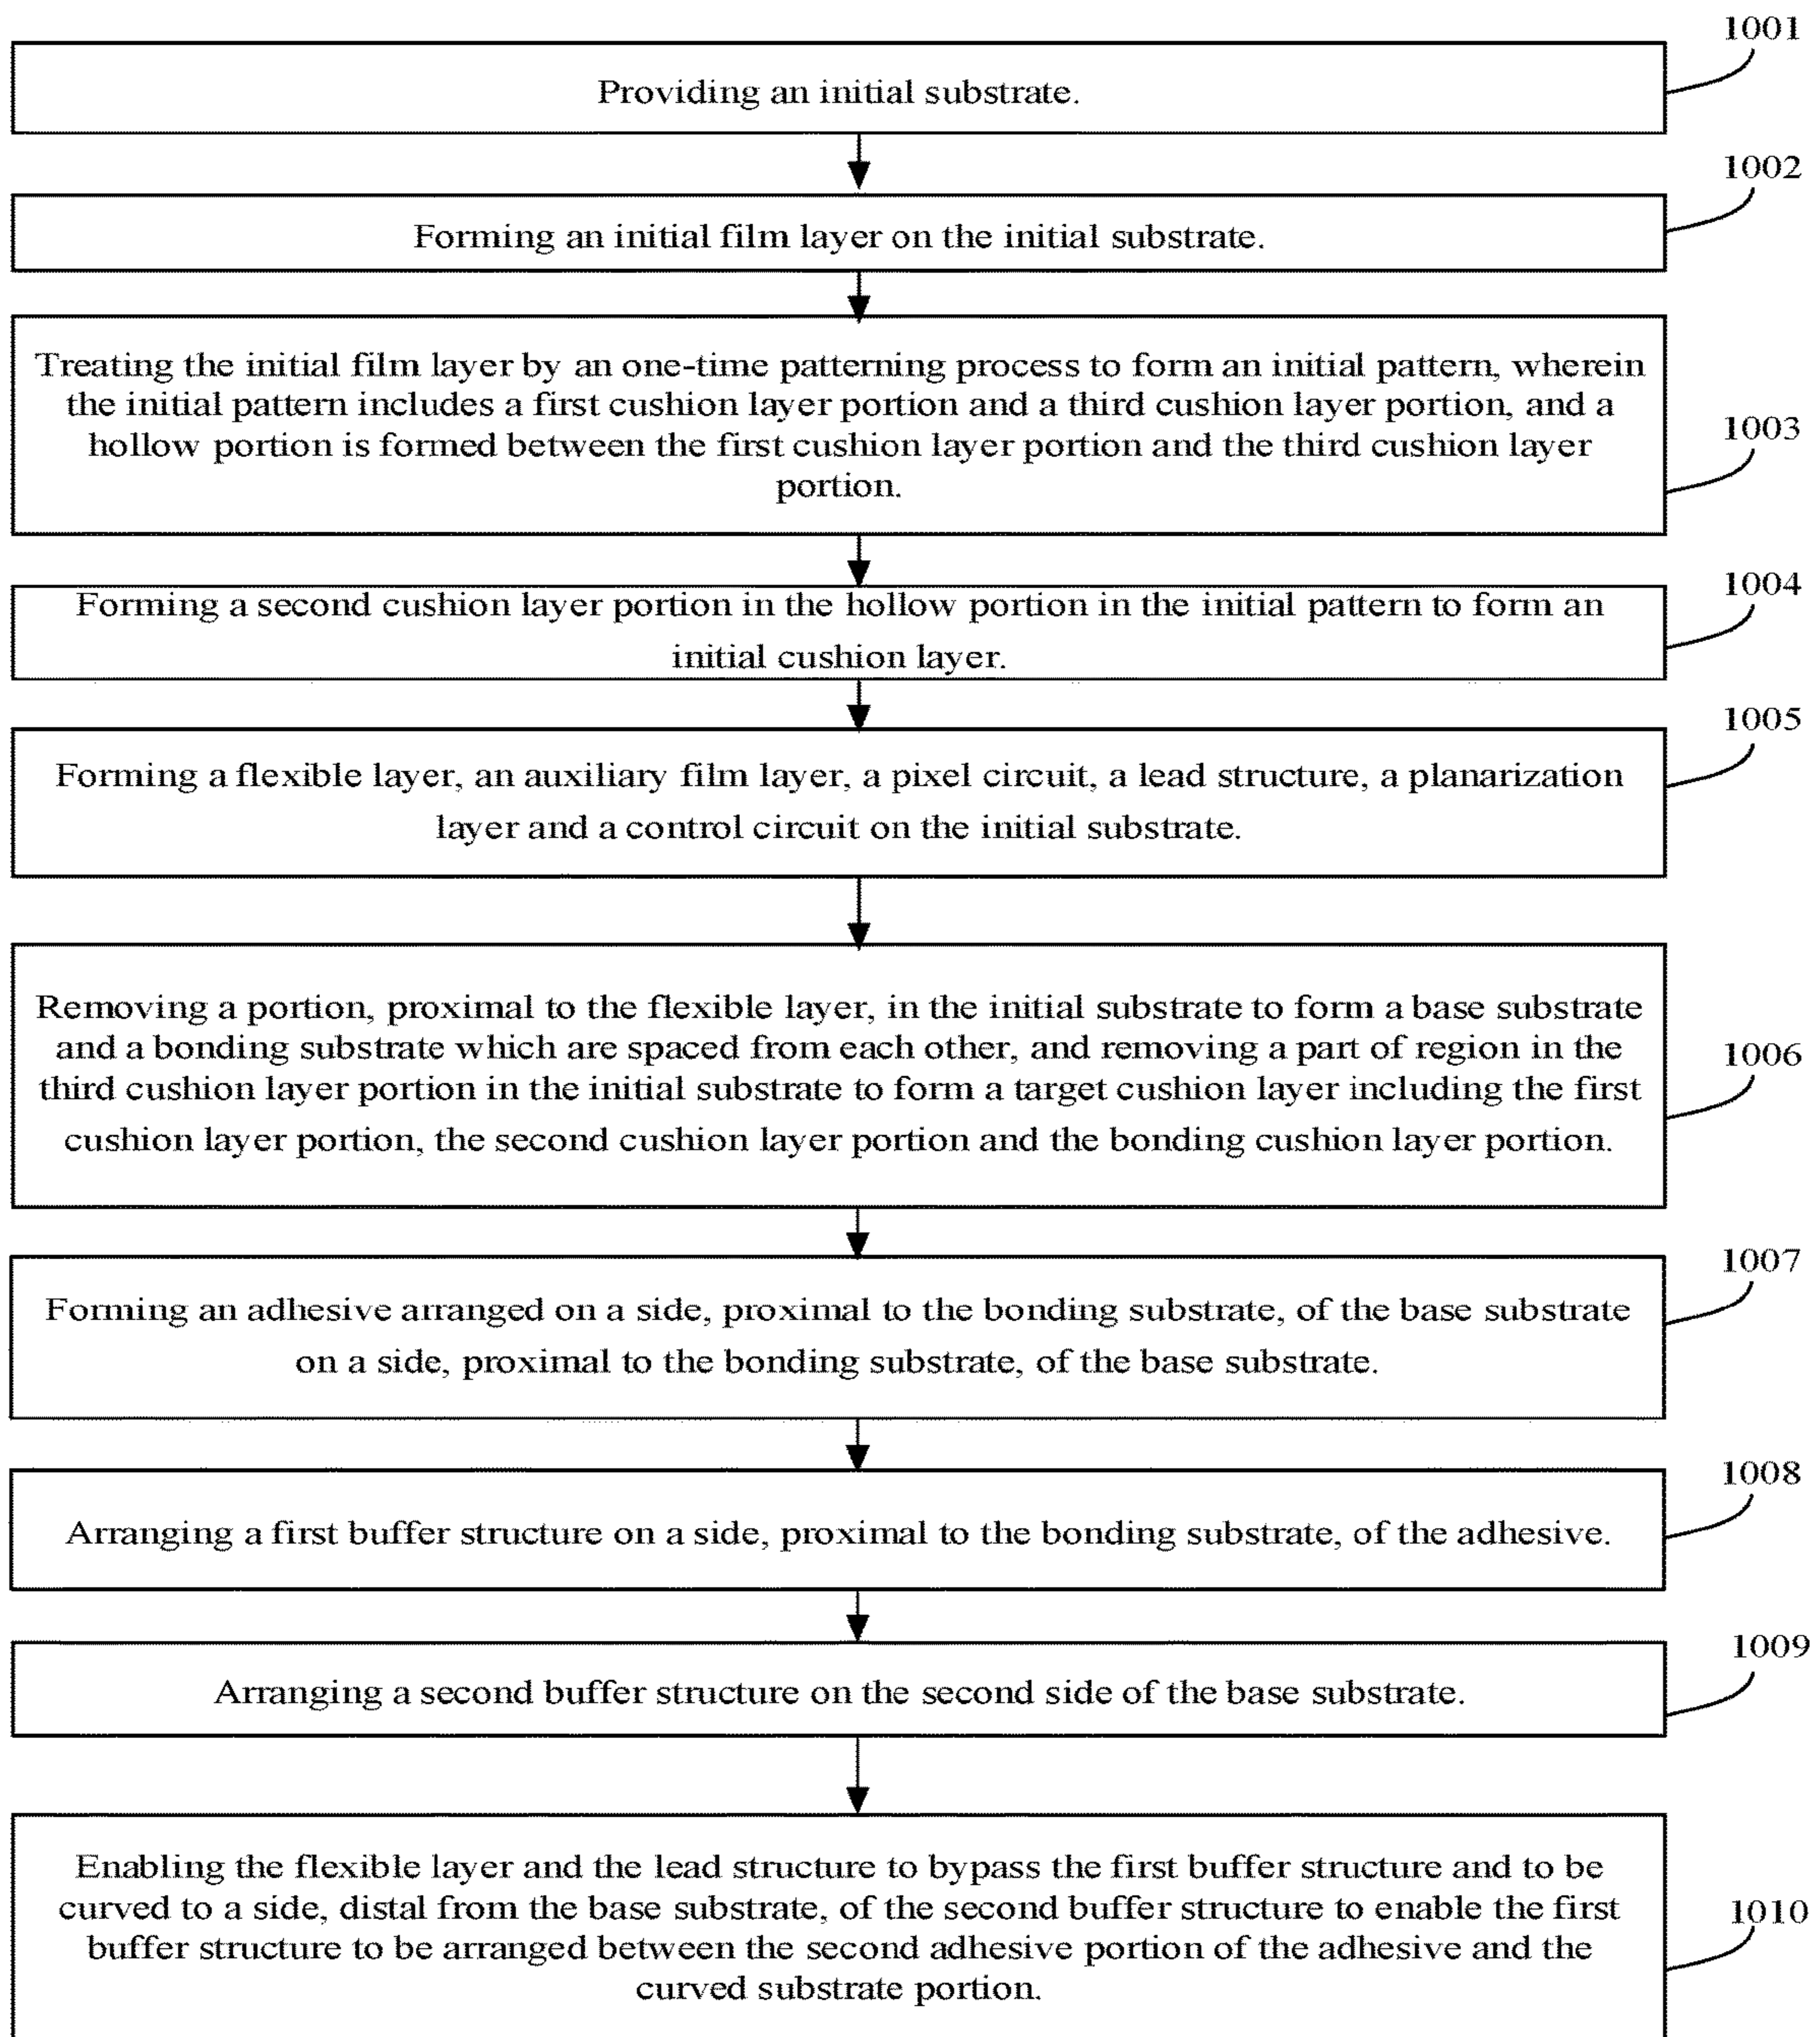 1001
Providing an initial substrate.
1002
Forming an initial film layer on the initial substrate.
Treating the initial film layer by an one-time patterning process to form an initial pattern, wherein
the initial pattern includes a first cushion layer portion and a third cushion layer portion, and a
hollow portion is formed between the first cushion layer portion and the third cushion layer
portion.
1003
1004
Forming a second cushion layer portion in the hollow portion in the initial pattern to form an
initial cushion layer.
1005
Forming a flexible layer, an auxiliary film layer, a pixel circuit, a lead structure, a planarization
layer and a control circuit on the initial substrate.
Removing a portion, proximal to the flexible layer, in the initial substrate to form a base substrate
and a bonding substrate which are spaced from each other, and removing a part of region in the
third cushion layer portion in the initial substrate to form a target cushion layer including the first
cushion layer portion, the second cushion layer portion and the bonding cushion layer portion.
1006
1007
Forming an adhesive arranged on a side, proximal to the bonding substrate, of the base substrate
on a side, proximal to the bonding substrate, of the base substrate.
1008
Arranging a first buffer structure on a side, proximal to the bonding substrate, of the adhesive.
1009
Arranging a second buffer structure on the second side of the base substrate.
Enabling the flexible layer and the lead structure to bypass the first buffer structure and to be
curved to a side, distal from the base substrate, of the second buffer structure to enable the first
buffer structure to be arranged between the second adhesive portion of the adhesive and the
curved substrate portion.
1010